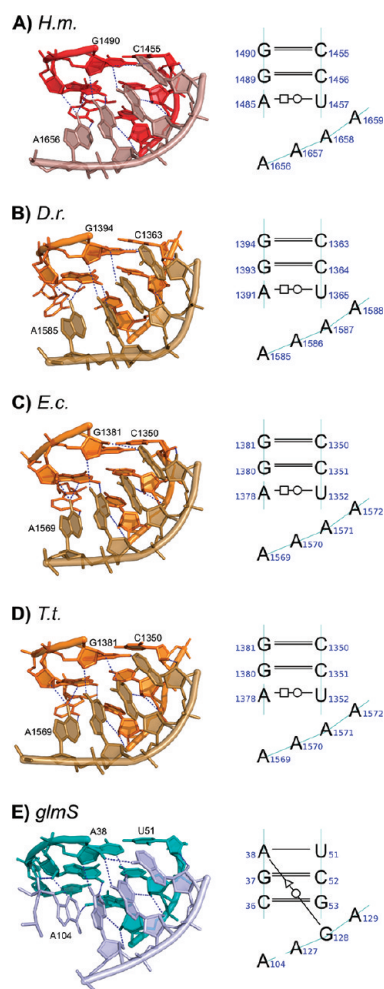 A) H.m.
G1490
C1455
A1656
1490 G C 1455
1489 G C 1456
1485 A U 1457
A 1659
A 1658
A 1657
A 1656
B) D.r.
G1394
C1363
A1585
1394 G C 1363
1393 G C 1364
1391 A U 1365
A 1588
A 1587
A 1586
A 1585
C) E.c.
G1381
C1350
A1569
1381 G C 1350
1380 G C 1351
1378 A U 1352
A 1572
A 1571
A 1570
A 1569
D) T.t.
G1381
C1350
A1569
1381 G C 1350
1380 G C 1351
1378 A U 1352
A 1572
A 1571
A 1570
A 1569
E) glmS
A38
U51
A104
38 A U 51
37 G C 52
36 C G 53
A 129
G 128
A 127
A 104